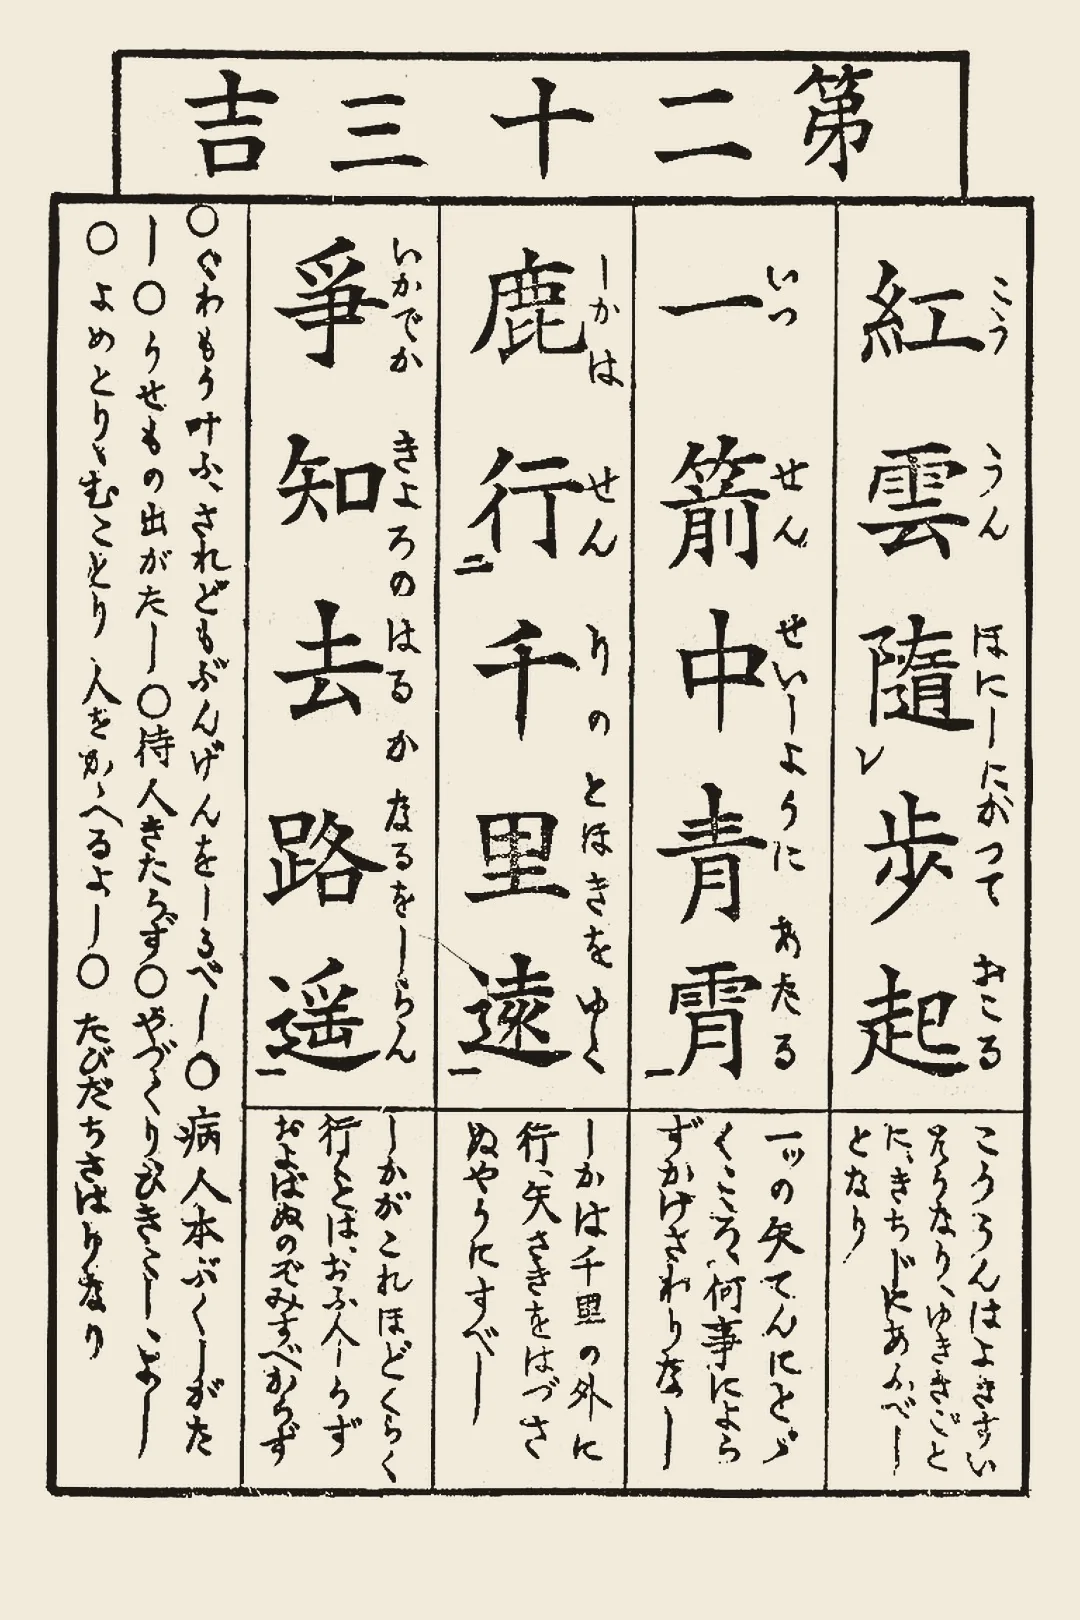 第二十三吉
紅雲隨歩起
こう うん ほにしにがつて おこる
こううんはよきずい
なり、ゆききごと
に、きちじにあふべし
となり
一箭中青霄
いつ せん せいしように あたる
一ツの矢てんにとゞ
くこころ、何事によら
ずかけさわりなし
鹿行千里遠
しかは せん りの とほきを ゆく
しかは千里の外に
行、矢さきをはづさ
ぬやうにすべし
爭知去路遥
いかでか きよろの はるか なるをしらん
しかがこれほどくらく
行とは、おふ人しらず
およばぬのぞみすべからず
○ぐわもう叶ふ、されどもぶんげんをしるべし○病人本ぶくしがた
し○うせもの出がたし○待人きたらず○やづくりひきこしよし
○よめとりむことり人をかゝへるよし○たびだちさはりなり